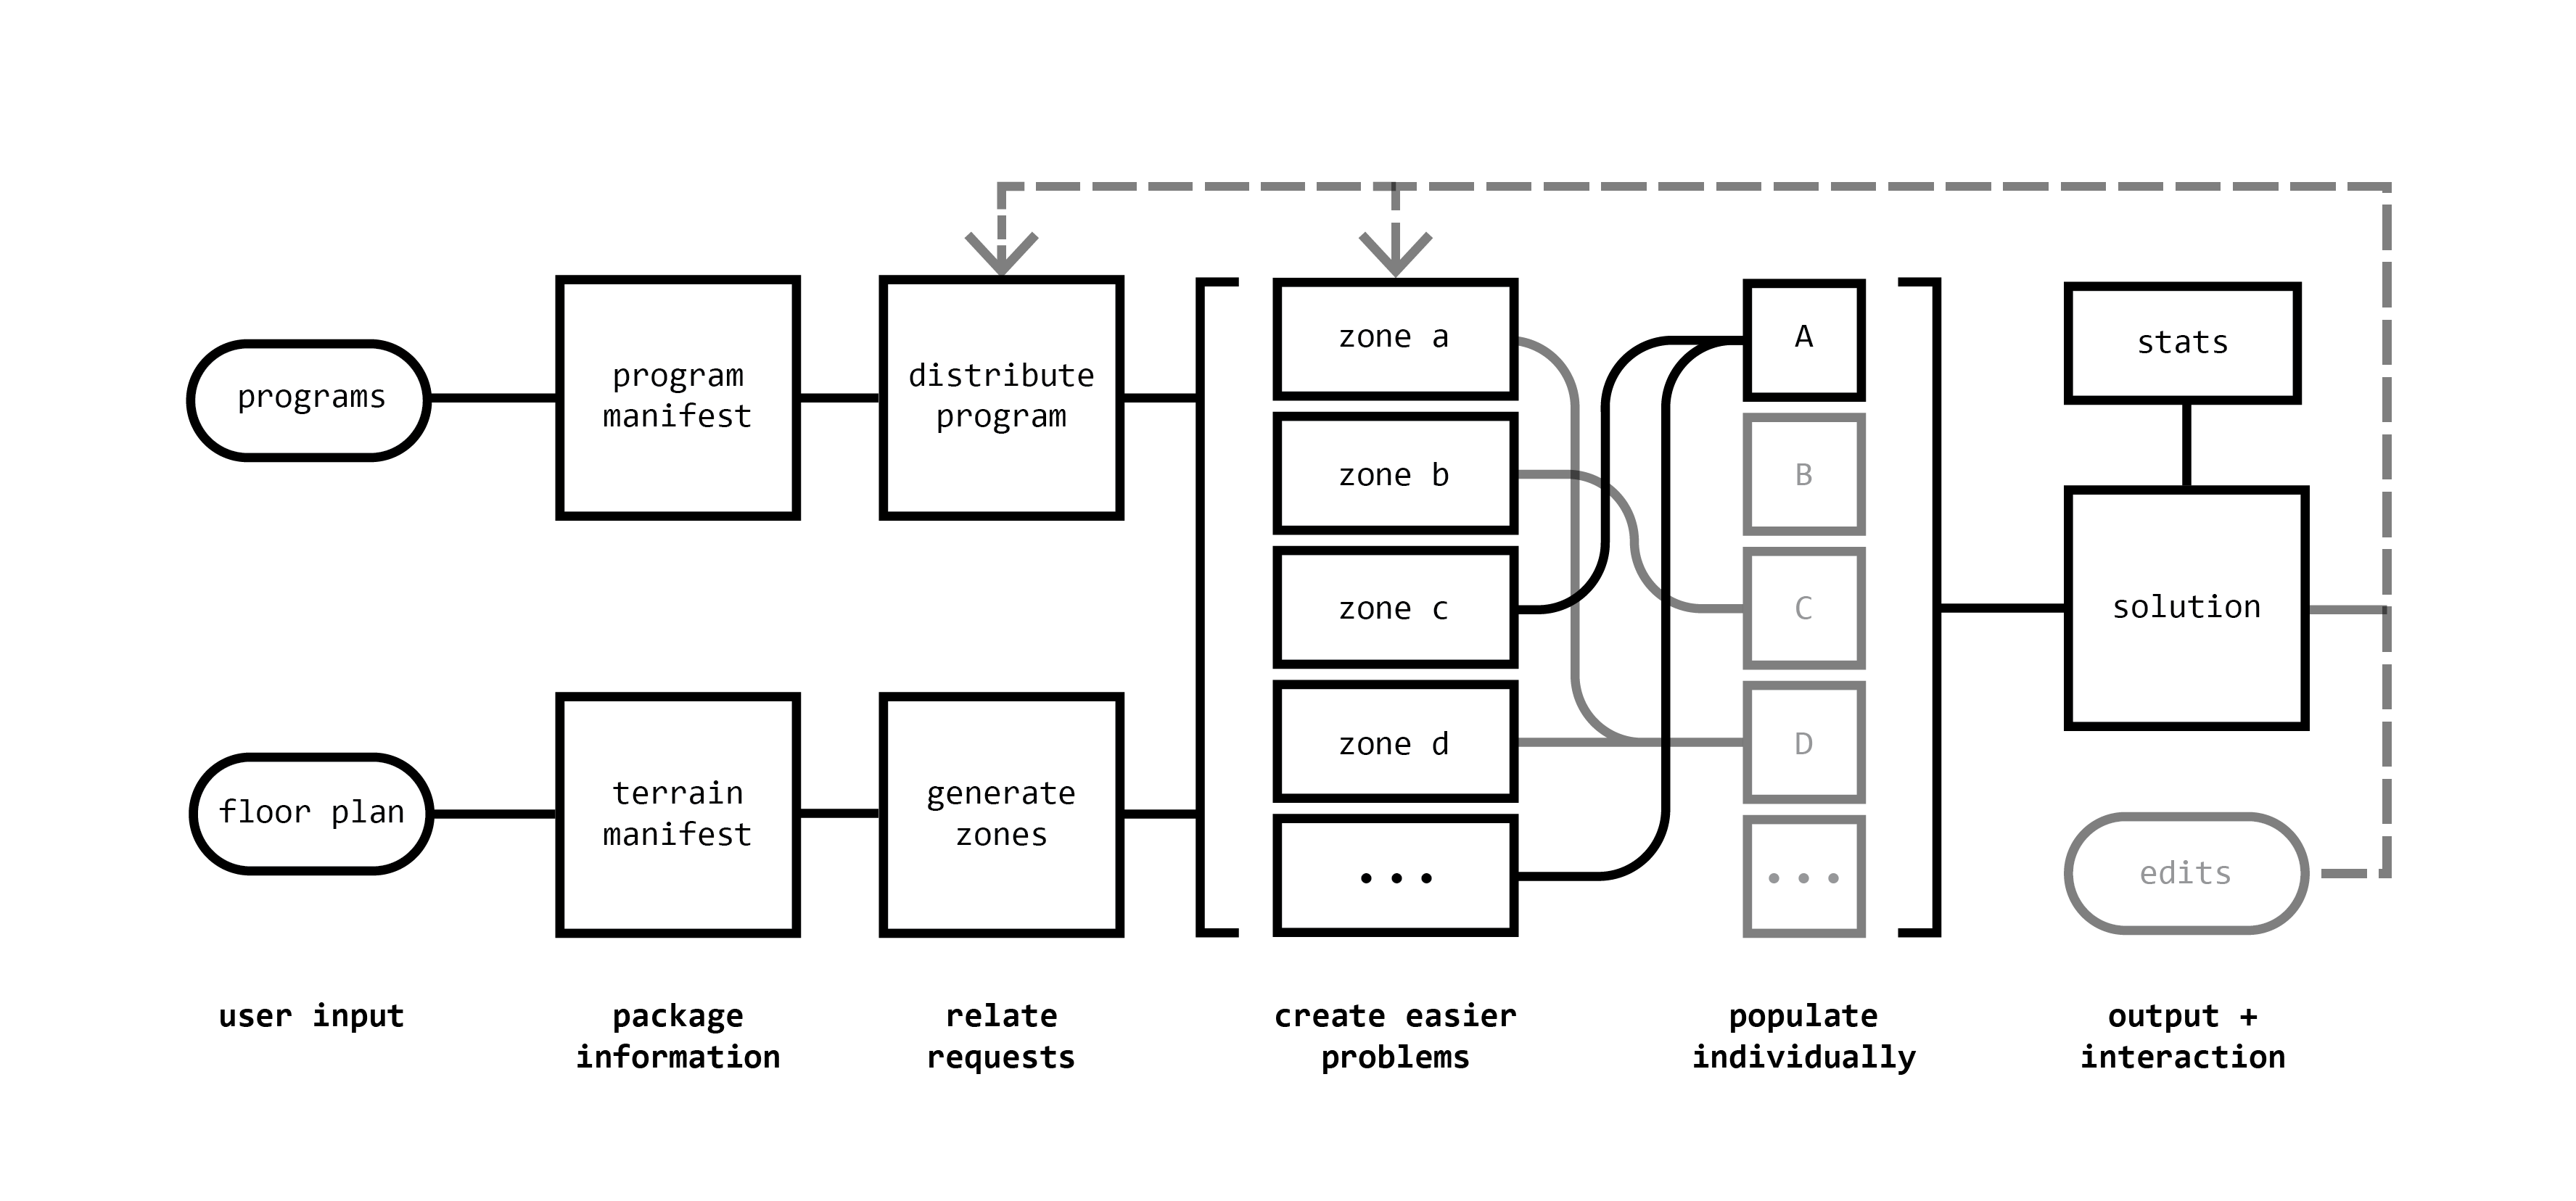 programs
program
manifest
distribute
program
floor plan
terrain
manifest
generate
zones
zone a
zone b
zone c
zone d
...
A
B
C
D
...
stats
solution
edits
user input
package
information
relate
requests
create easier
problems
populate
individually
output +
interaction